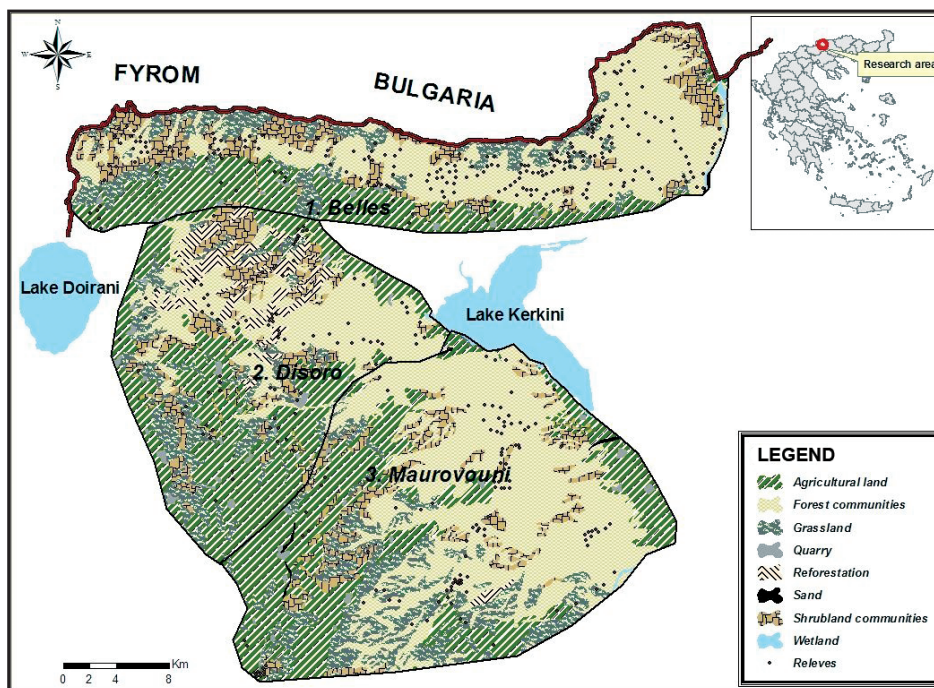 N
W E
S
FYROM
BULGARIA
Research area
1. Belles
Lake Doirani
Lake Kerkini
2. Disoro
3. Maurovouni
LEGEND
Agricultural land
Forest communities
Grassland
Quarry
Reforestation
Sand
Shrubland communities
Wetland
Releves
Km
0 2 4 8